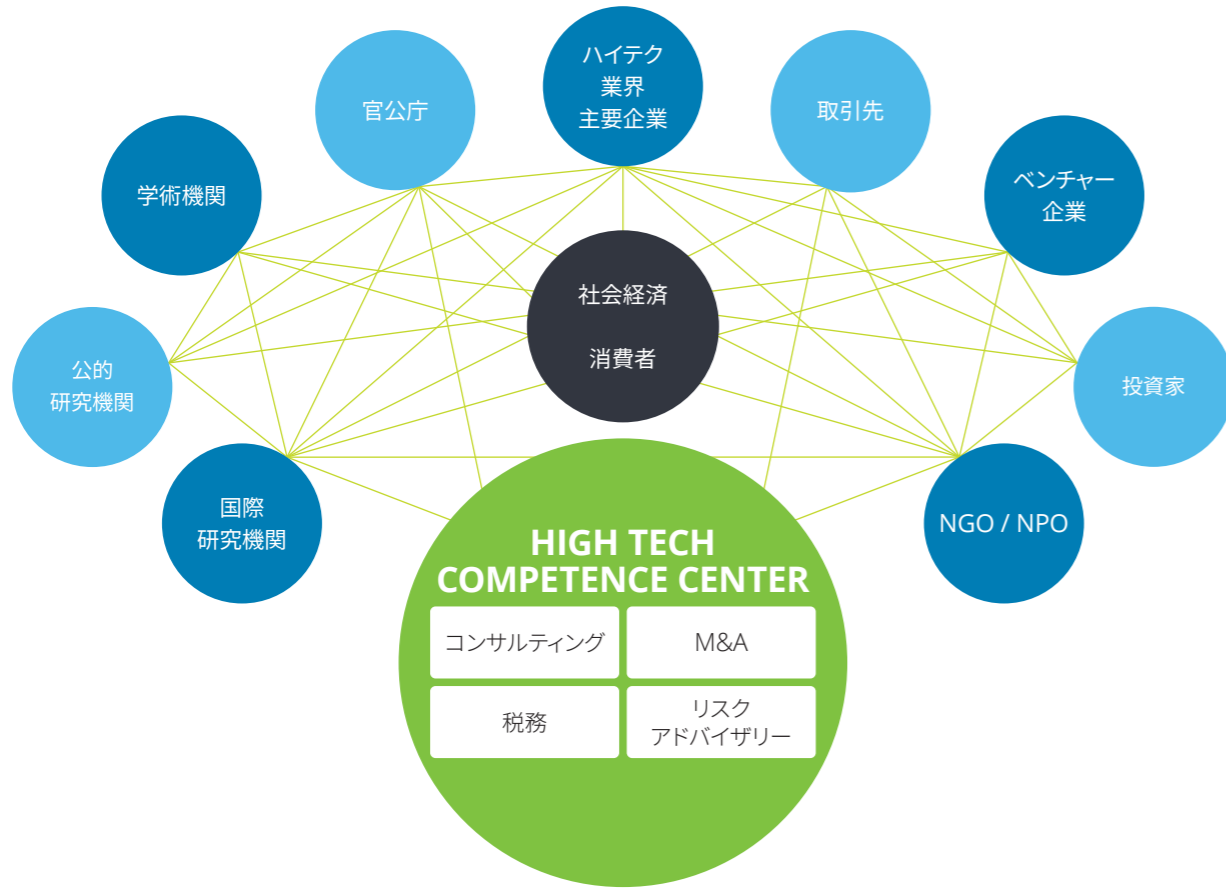 ハイテク
業界
主要企業
官公庁
取引先
学術機関
ベンチャー
企業
社会経済
消費者
公的
研究機関
投資家
国際
研究機関
NGO / NPO
HIGH TECH
COMPETENCE CENTER
コンサルティング
M&A
税務
リスク
アドバイザリー